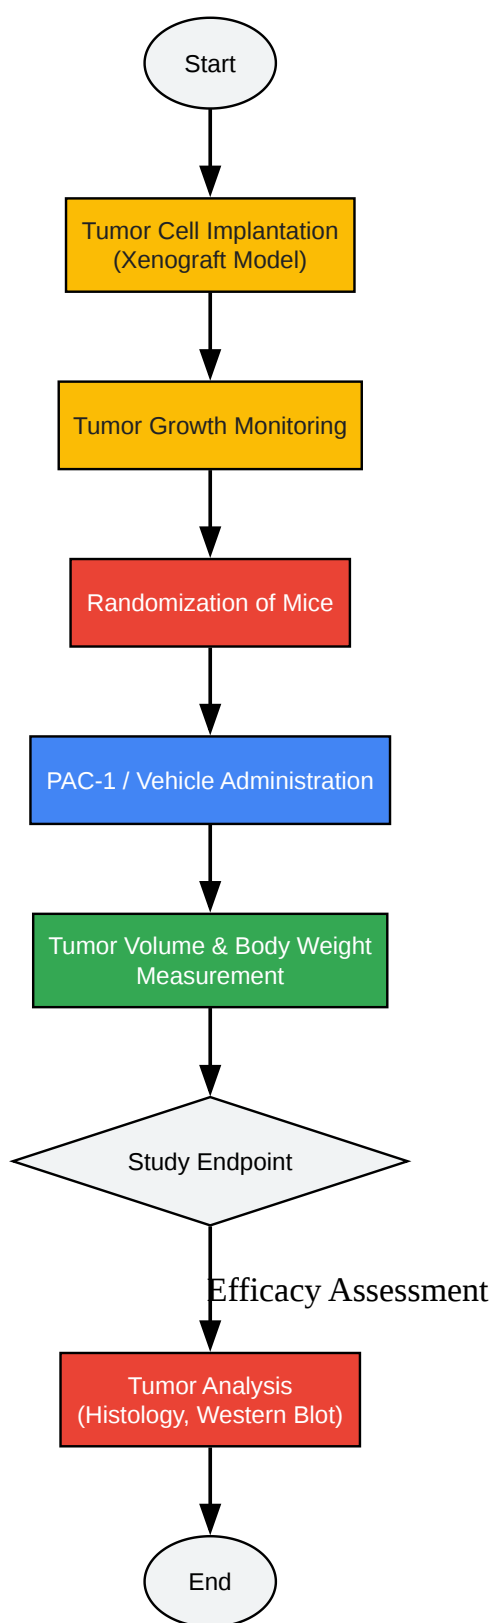 Start
Tumor Cell Implantation
(Xenograft Model)
Tumor Growth Monitoring
Randomization of Mice
PAC-1 / Vehicle Administration
Tumor Volume & Body Weight
Measurement
Study Endpoint
Efficacy Assessment
Tumor Analysis
(Histology, Western Blot)
End